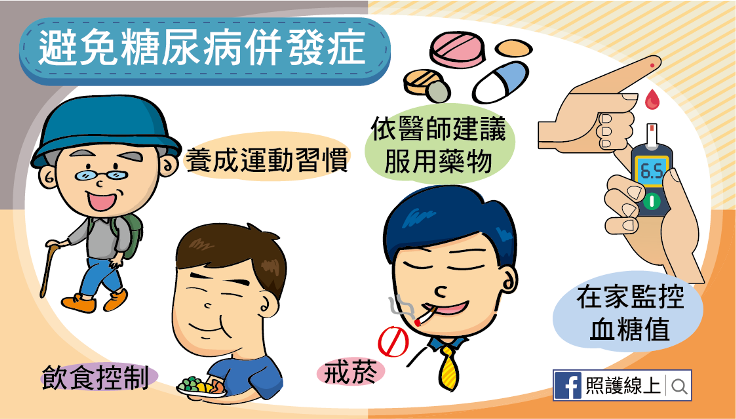 避免糖尿病併發症
養成運動習慣
依醫師建議
服用藥物
6.5
飲食控制
戒菸
在家監控
血糖值
f 照護線上